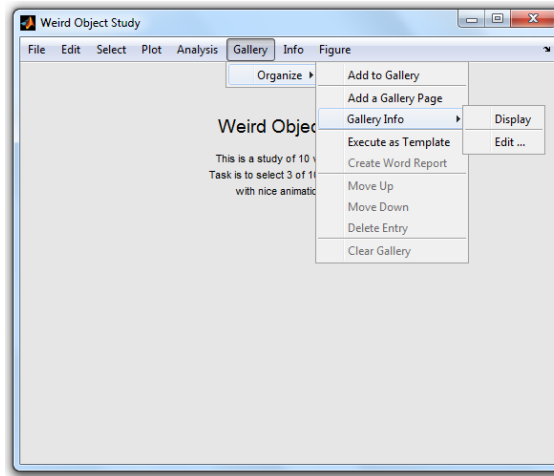 Weird Object Study
File Edit Select Plot Analysis Gallery Info Figure
Organize
Add to Gallery
Add a Gallery Page
Gallery Info
Execute as Template
Create Word Report
Move Up
Move Down
Delete Entry
Clear Gallery
Display
Edit ...
Weird Objec
This is a study of 10
Task is to select 3 of 10
with nice animatio